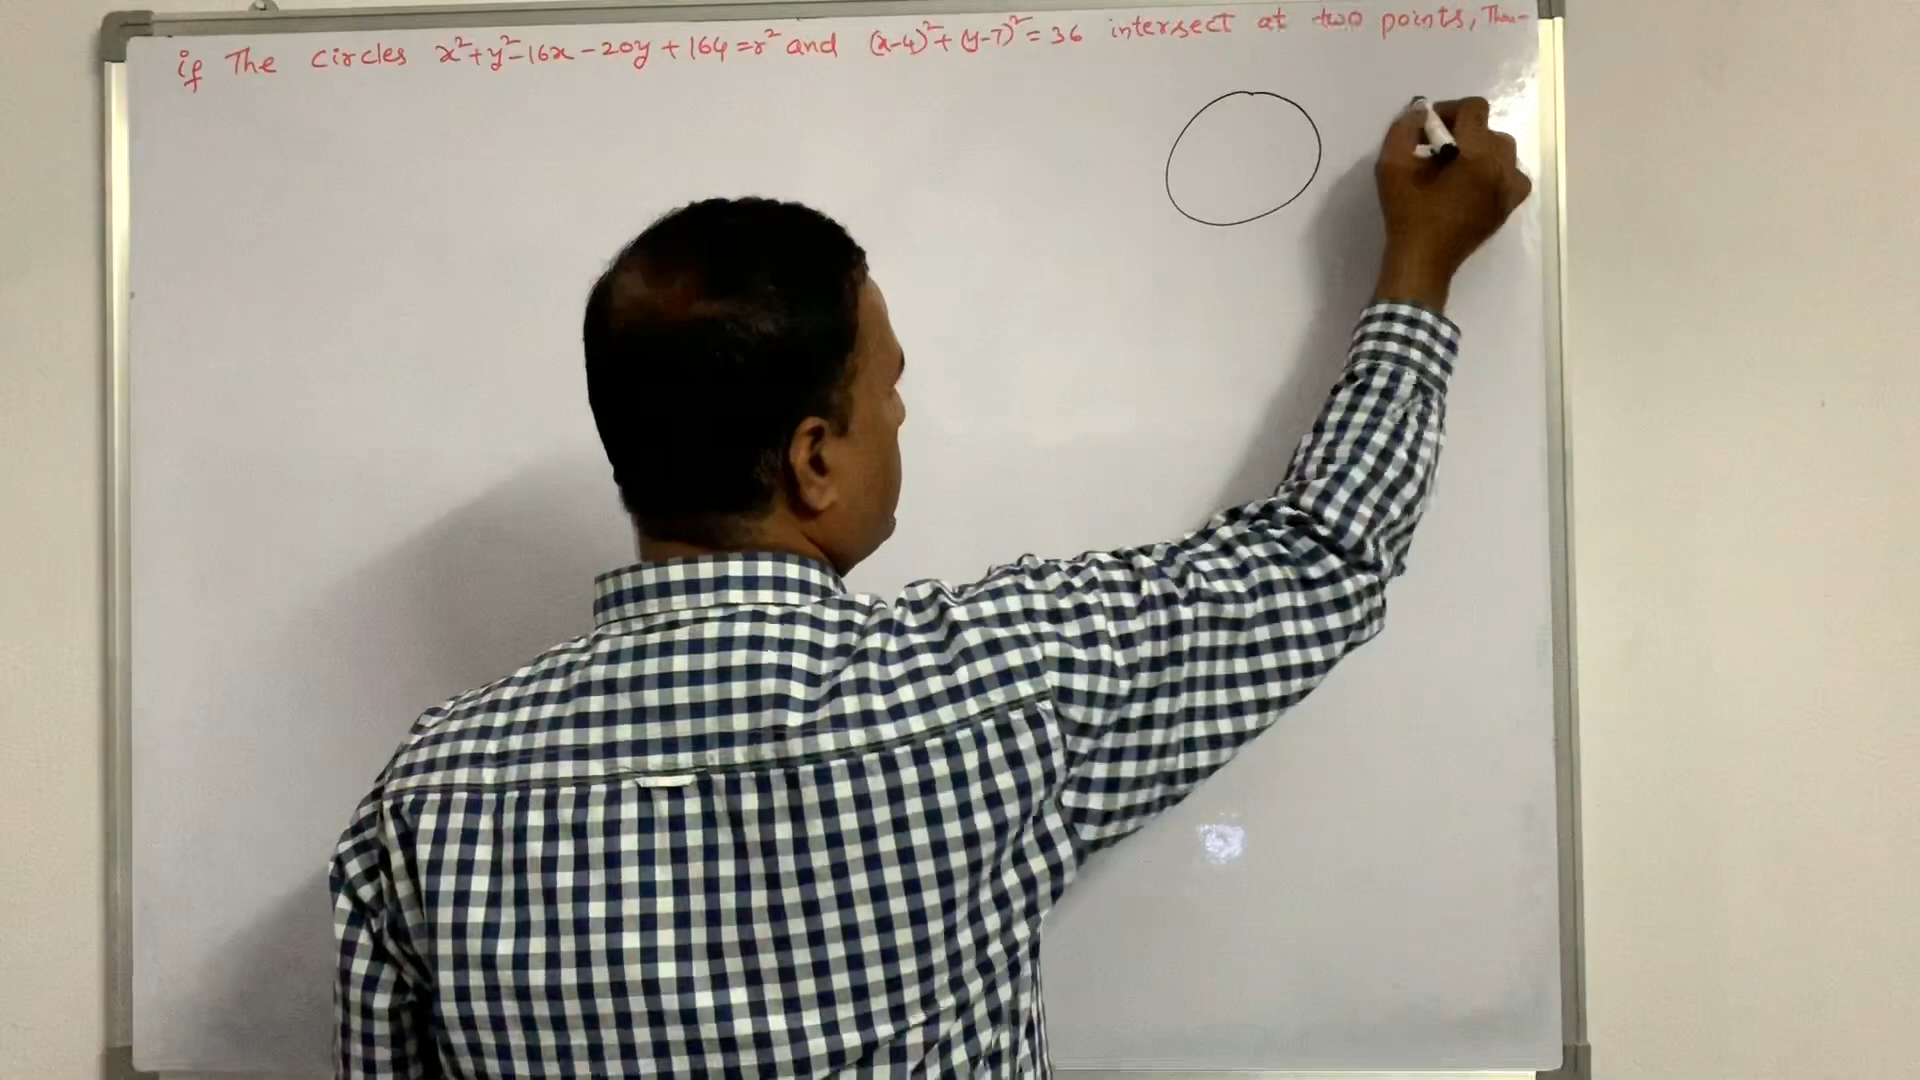 if The circles x²+y²-16x-20y+164=r² and (x-4)²+(y-7)²=36 intersect at two points, Then-